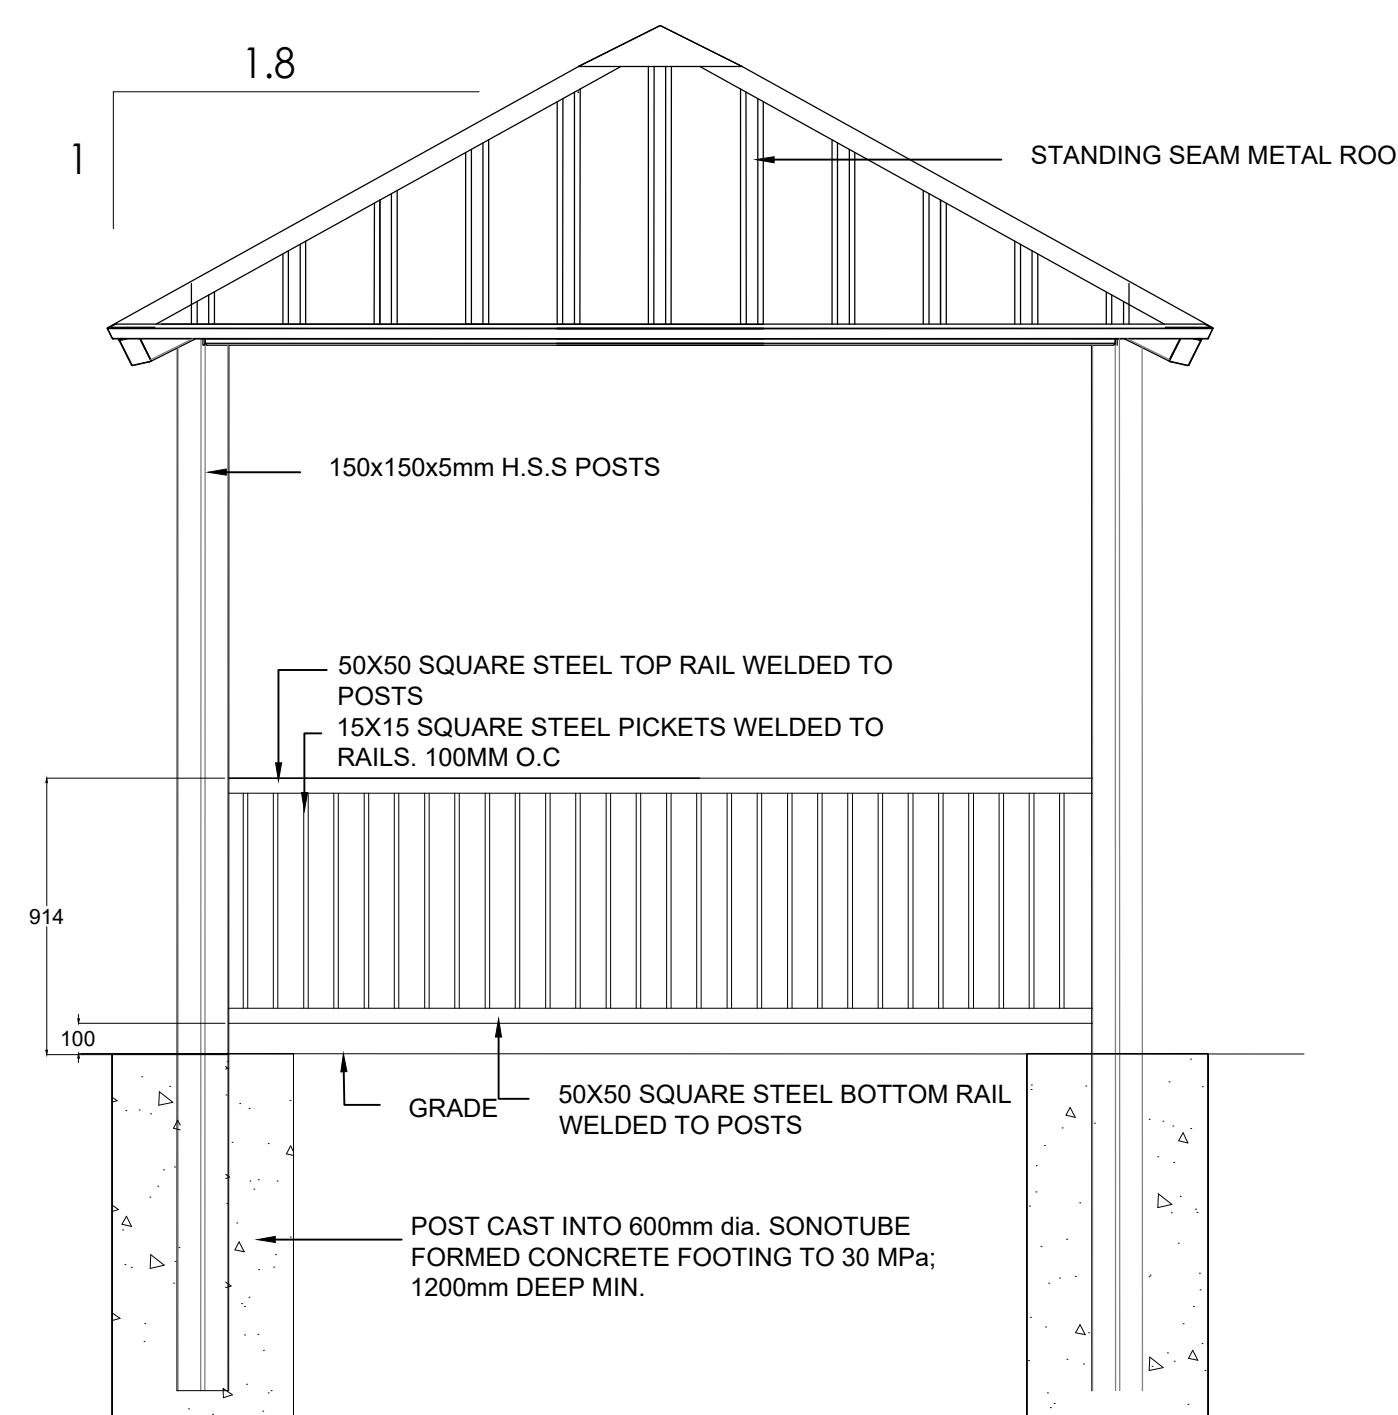 1.8
1
STANDING SEAM METAL ROO
150x150x5mm H.S.S POSTS
50X50 SQUARE STEEL TOP RAIL WELDED TO
POSTS
15X15 SQUARE STEEL PICKETS WELDED TO
RAILS. 100MM O.C
914
100
GRADE
50X50 SQUARE STEEL BOTTOM RAIL
WELDED TO POSTS
POST CAST INTO 600mm dia. SONOTUBE
FORMED CONCRETE FOOTING TO 30 MPa;
1200mm DEEP MIN.